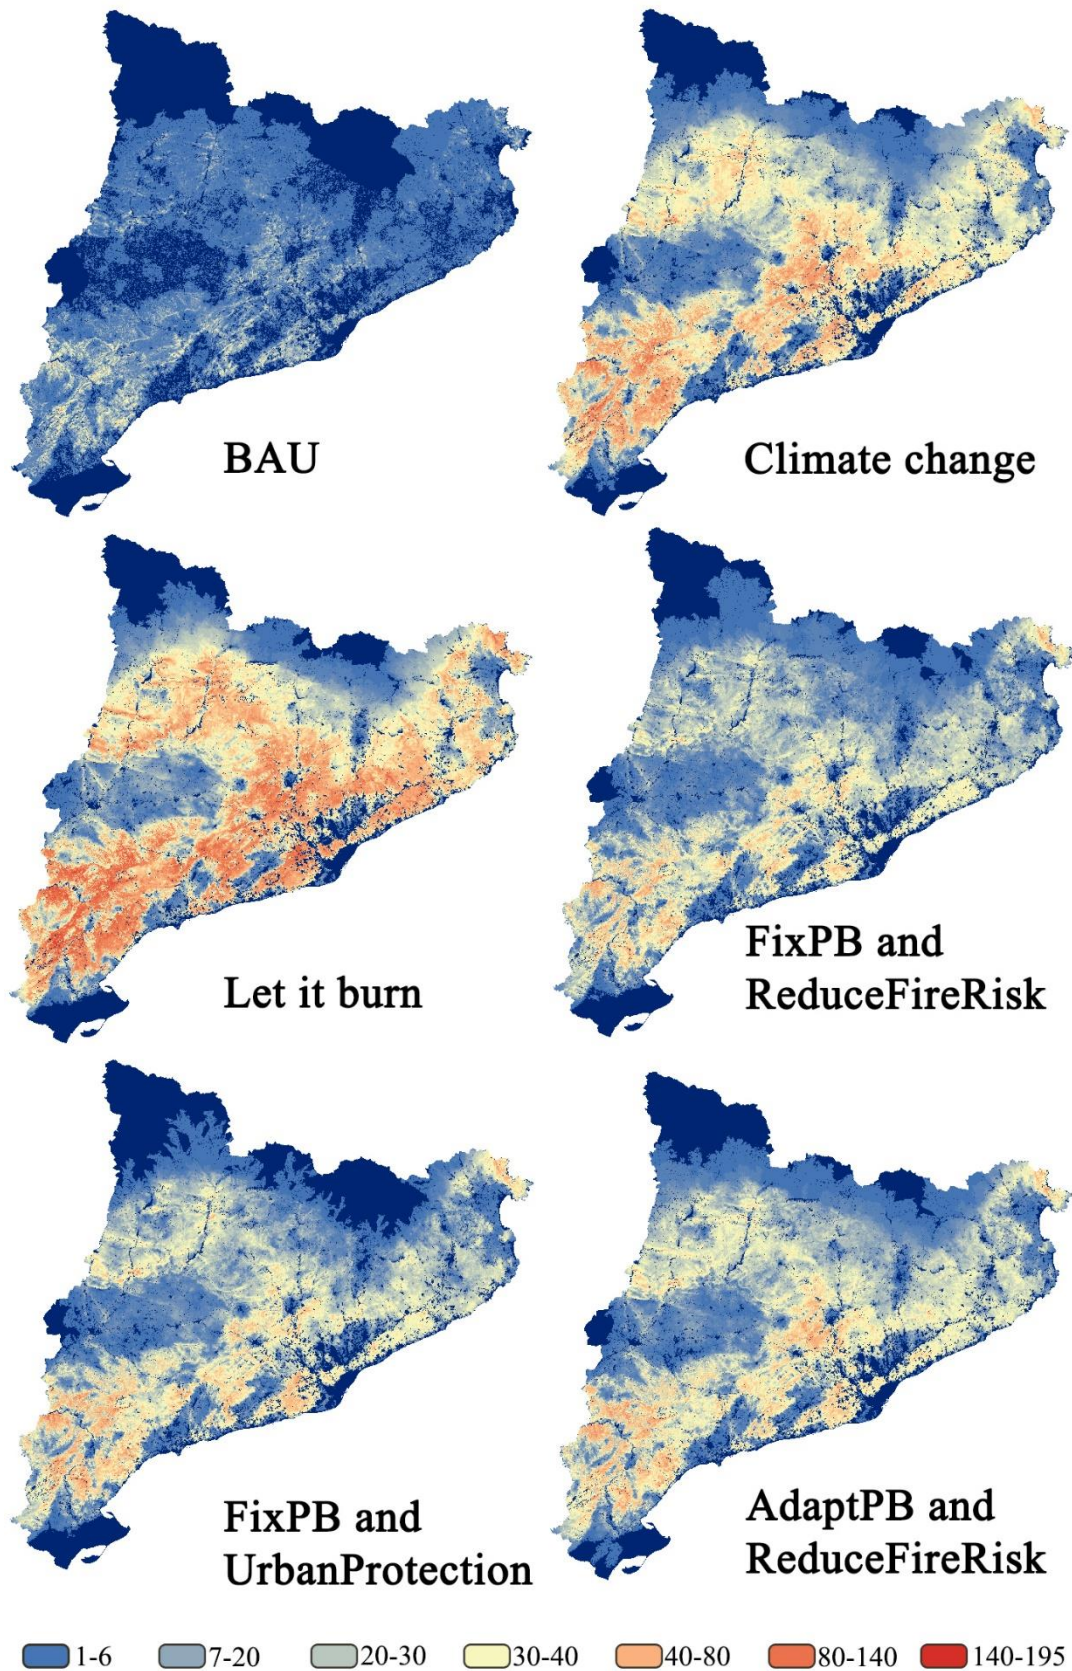 BAU
Climate change
Let it burn
FixPB and
ReduceFireRisk
FixPB and
UrbanProtection
AdaptPB and
ReduceFireRisk
1-6 7-20 20-30 30-40 40-80 80-140 140-195